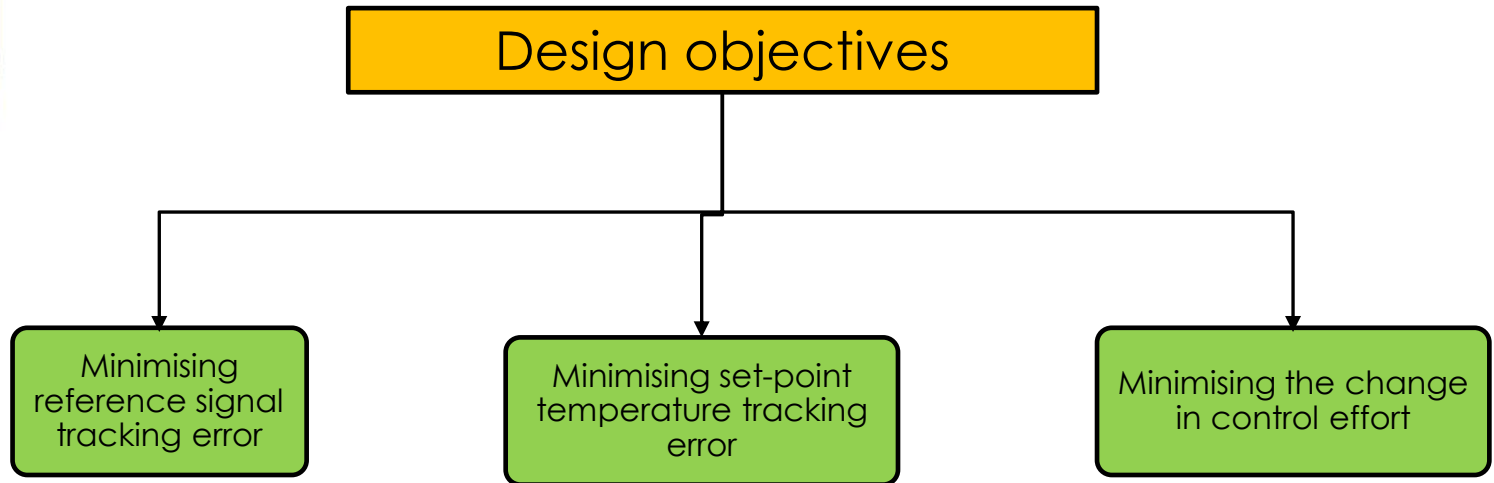 Design objectives
Minimising
reference signal
tracking error
Minimising set-point
temperature tracking
error
Minimising the change
in control effort